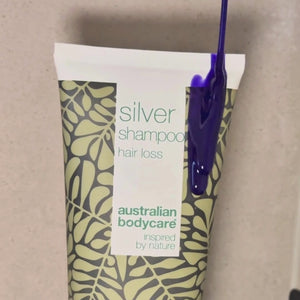 silver
shampoo
hair loss
australian
bodycare®
inspired
by nature